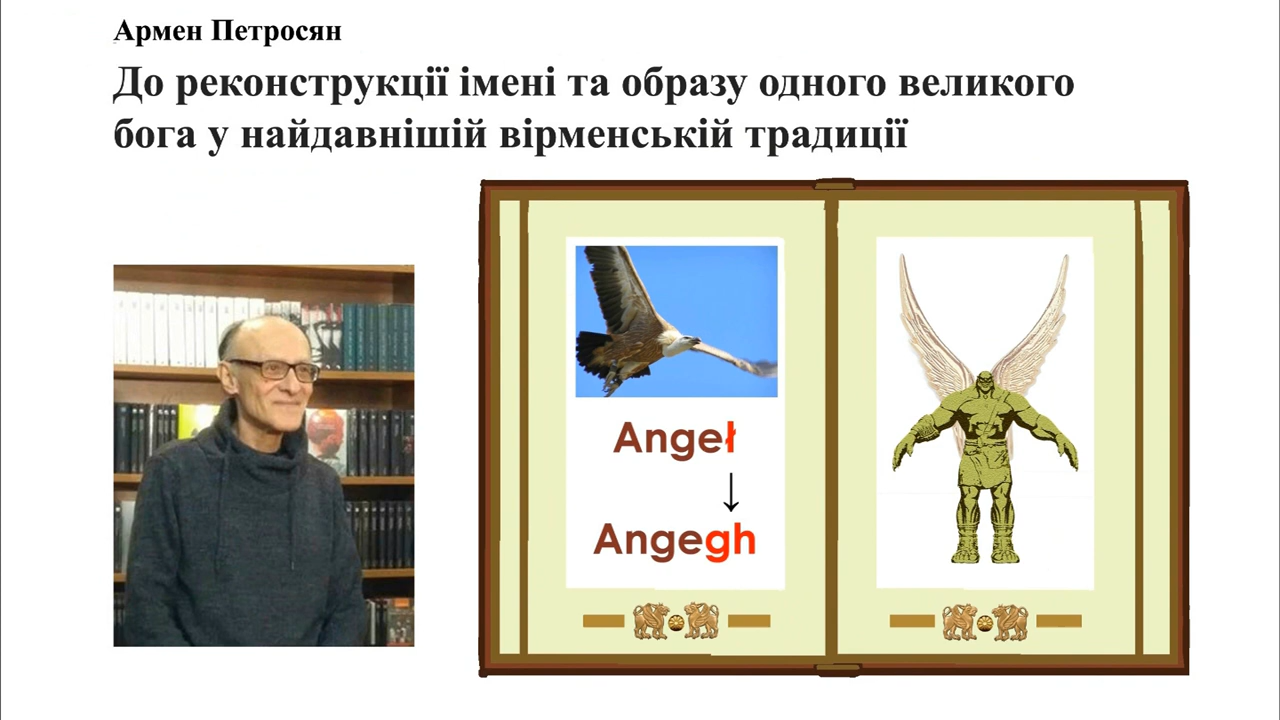 Армен Петросян
До реконструкції імені та образу одного великого
бога у найдавнішій вірменській традиції
Angeł
↓
Angegh